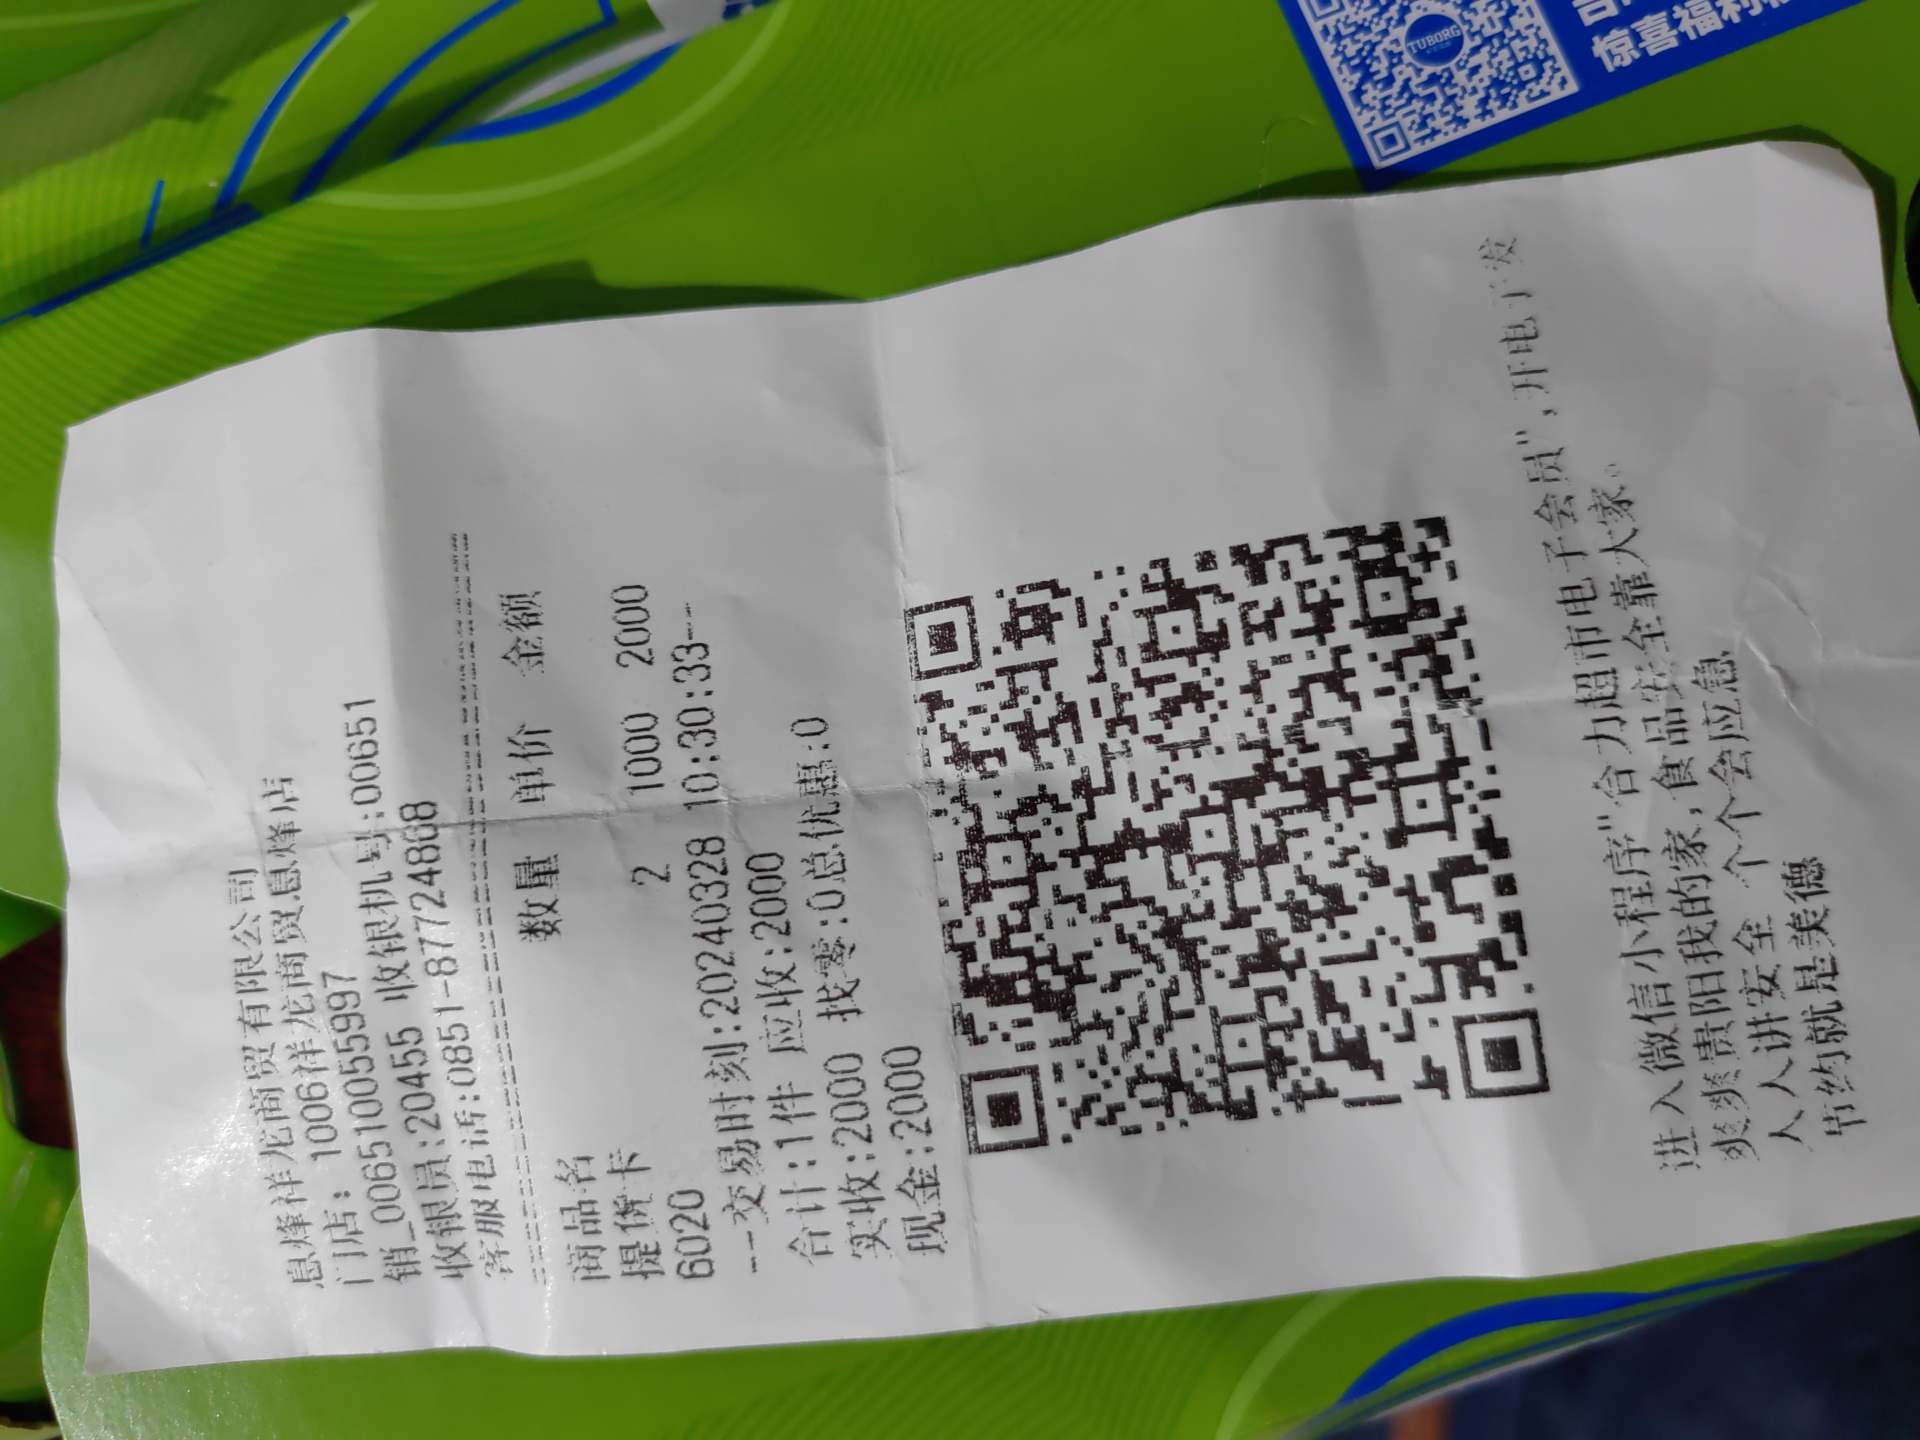 息烽祥龙商贸有限公司
门店: 1006祥龙商贸息烽店
销_0065100555997
收银员:20455 收银机号:00651
客服电话:0851-87724868
商品名 数量 单价 金额
提货卡
6020 2 1000 2000
--交易时刻:20240328 10:30:33--
合计:1件 应收:2000
实收:2000 找零:0总优惠:0
现金:2000
进入微信小程序"合力超市电子会员",开电子发
爽爽贵阳我的家,食品安全靠大家。
人人讲安全 个个会应急
节约就是美德
TUBORG
惊喜福利